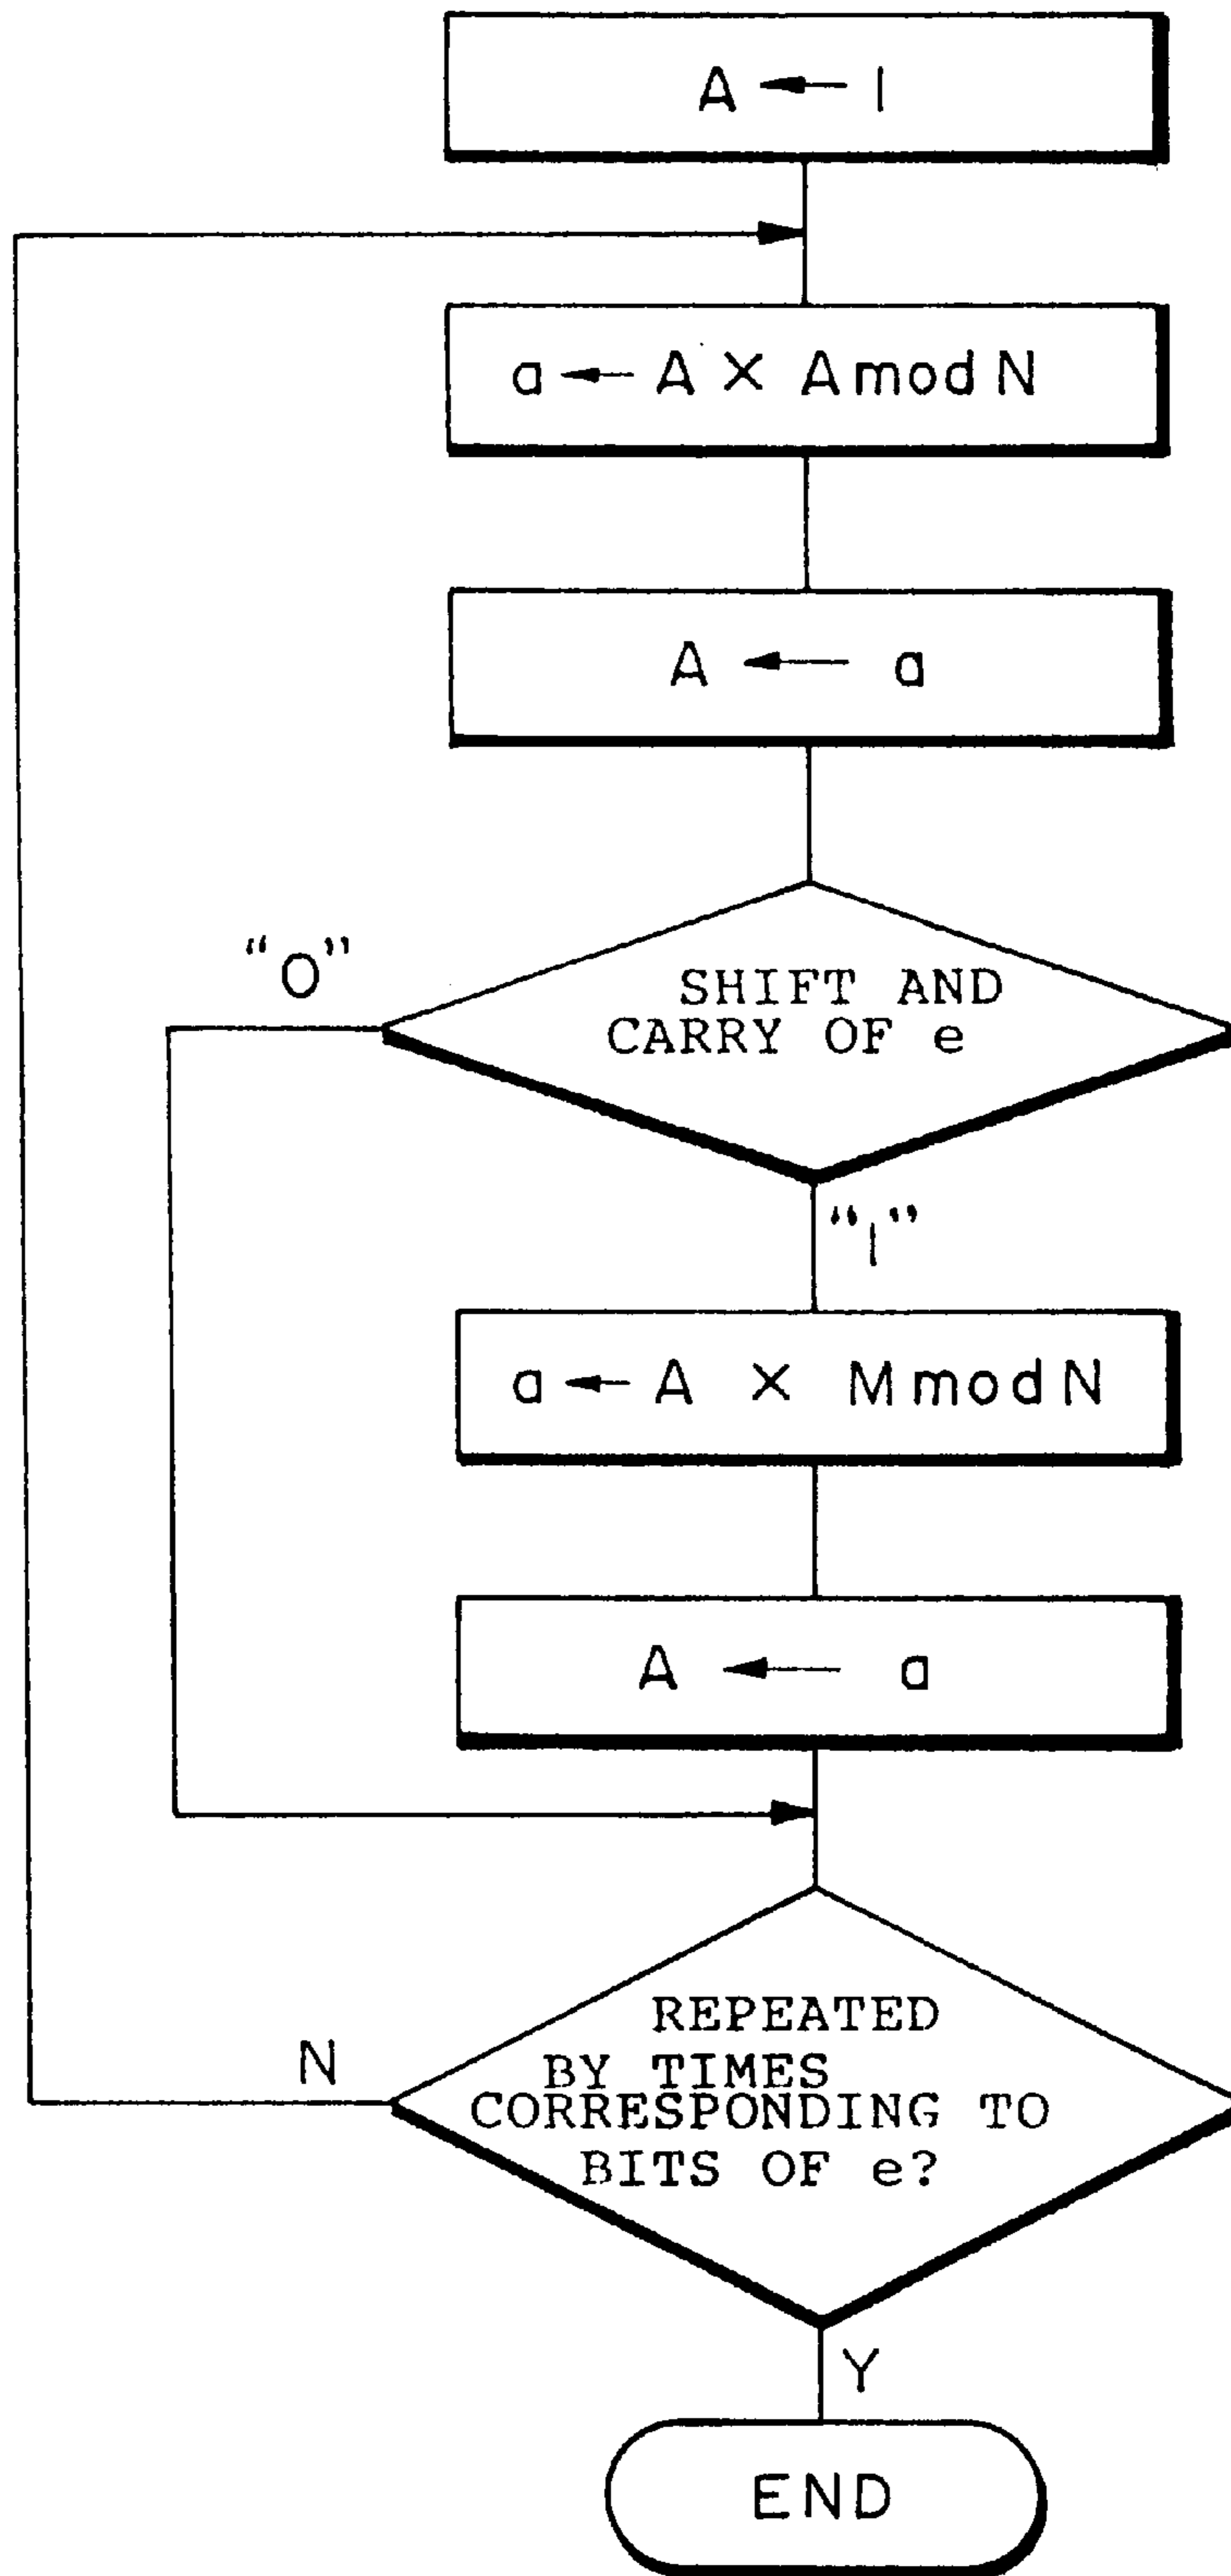 A ← 1
a ← A × A mod N
A ← a
"0"
SHIFT AND
CARRY OF e
"1"
a ← A × M mod N
A ← a
N
REPEATED
BY TIMES
CORRESPONDING TO
BITS OF e?
Y
END